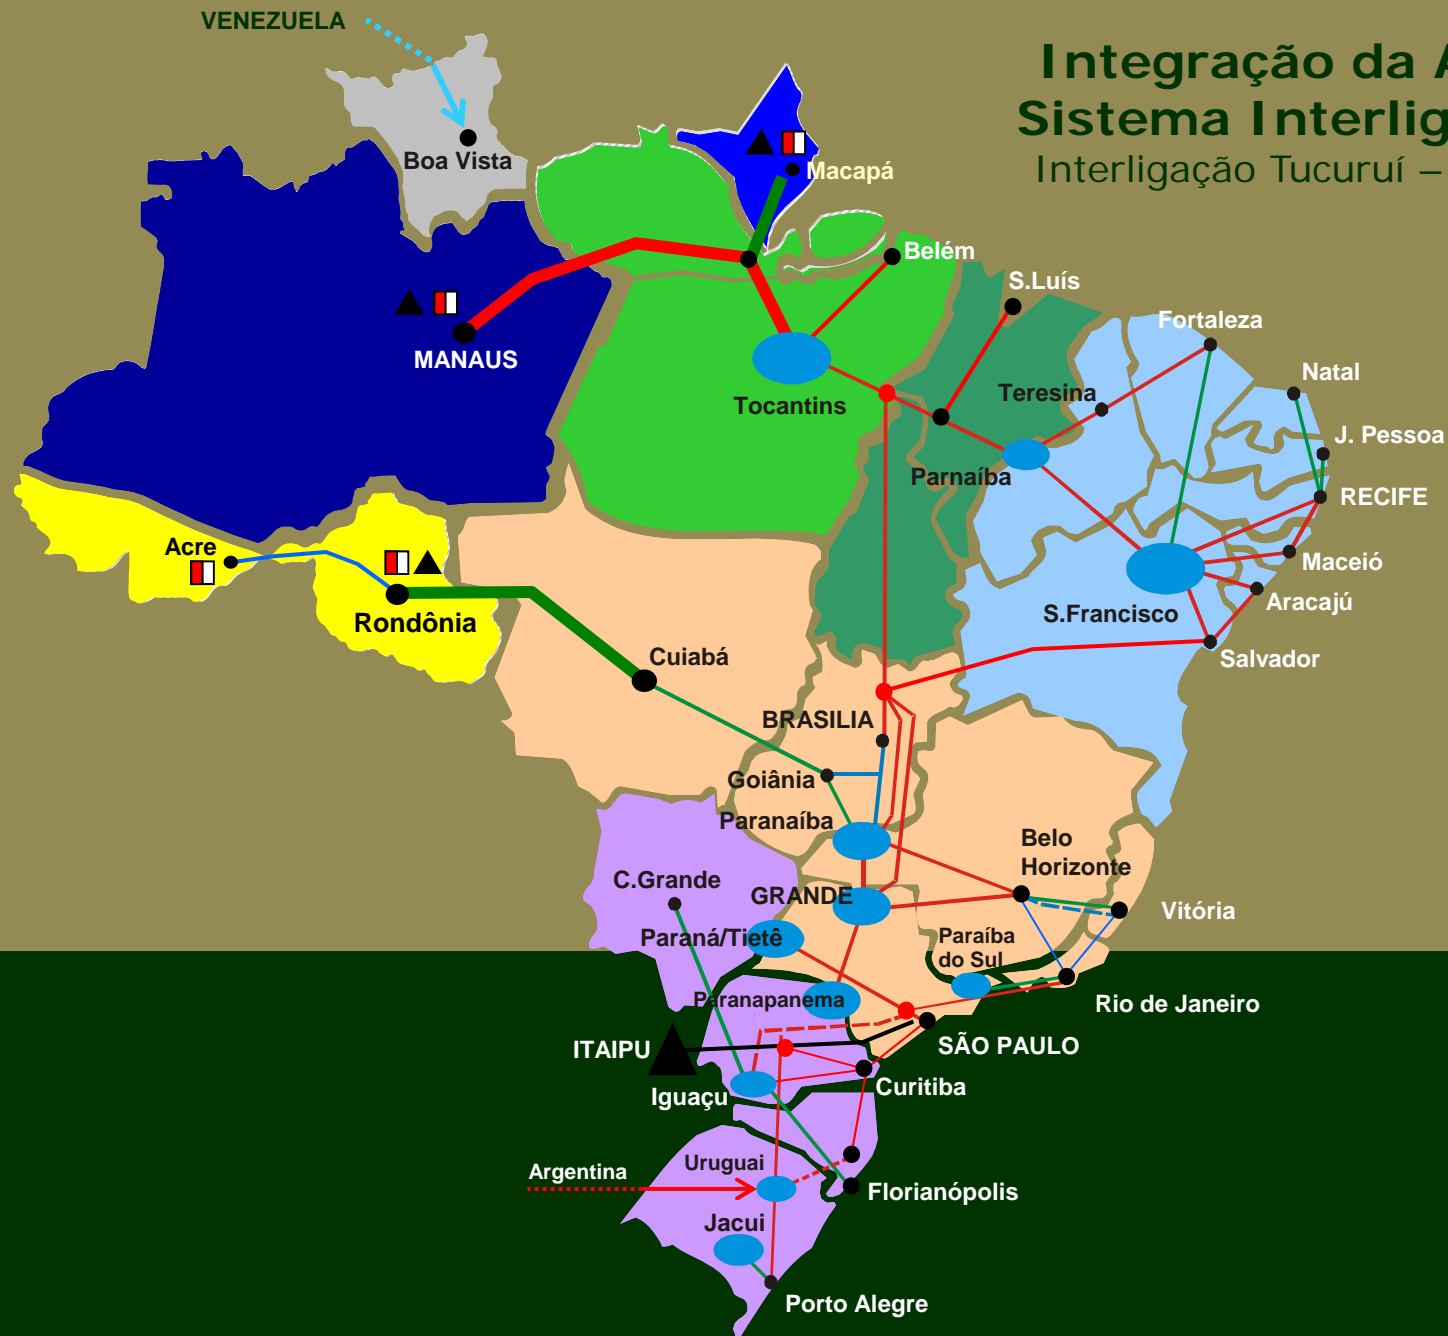 VENEZUELA
Integração da A
Sistema Interlig
Interligação Tucuruí –
Boa Vista
Macapá
Belém
S.Luís
Fortaleza
MANAUS
Natal
Teresina
Tocantins
J. Pessoa
Parnaíba
RECIFE
Acre
Maceió
Aracajú
S.Francisco
Rondônia
Cuiabá
Salvador
BRASILIA
Goiânia
Paranaíba
Belo
Horizonte
C.Grande
GRANDE
Vitória
Paraná/Tietê
Paraíba
do Sul
Paranapanema
Rio de Janeiro
ITAIPU
SÃO PAULO
Iguaçu
Curitiba
Uruguai
Argentina
Florianópolis
Jacui
Porto Alegre